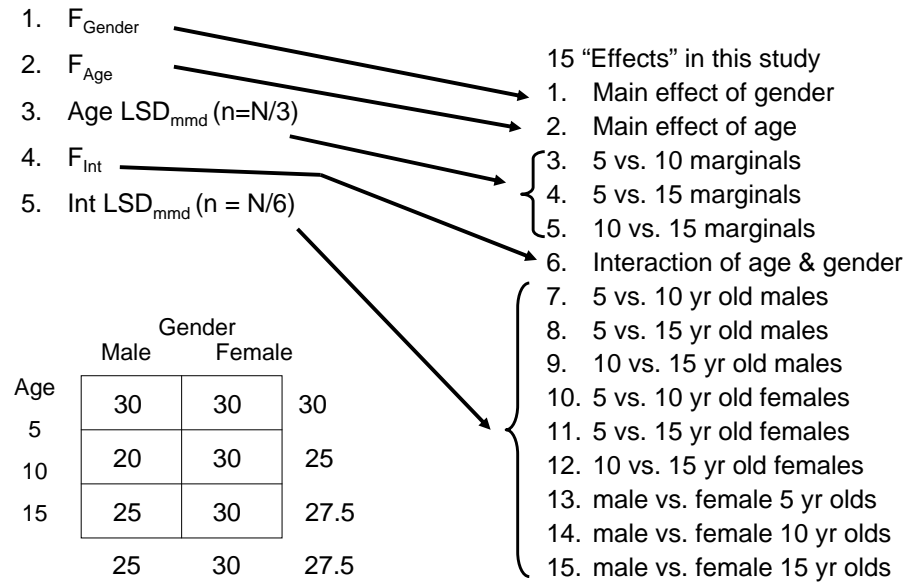 1. F_Gender
2. F_Age
3. Age LSD_mmd (n=N/3)
4. F_Int
5. Int LSD_mmd (n = N/6)
15 “Effects” in this study
1. Main effect of gender
2. Main effect of age
3. 5 vs. 10 marginals
4. 5 vs. 15 marginals
5. 10 vs. 15 marginals
6. Interaction of age & gender
7. 5 vs. 10 yr old males
8. 5 vs. 15 yr old males
9. 10 vs. 15 yr old males
10. 5 vs. 10 yr old females
11. 5 vs. 15 yr old females
12. 10 vs. 15 yr old females
13. male vs. female 5 yr olds
14. male vs. female 10 yr olds
15. male vs. female 15 yr olds
Gender
Male Female
Age
5 30 30 30
10 20 30 25
15 25 30 27.5
25 30 27.5